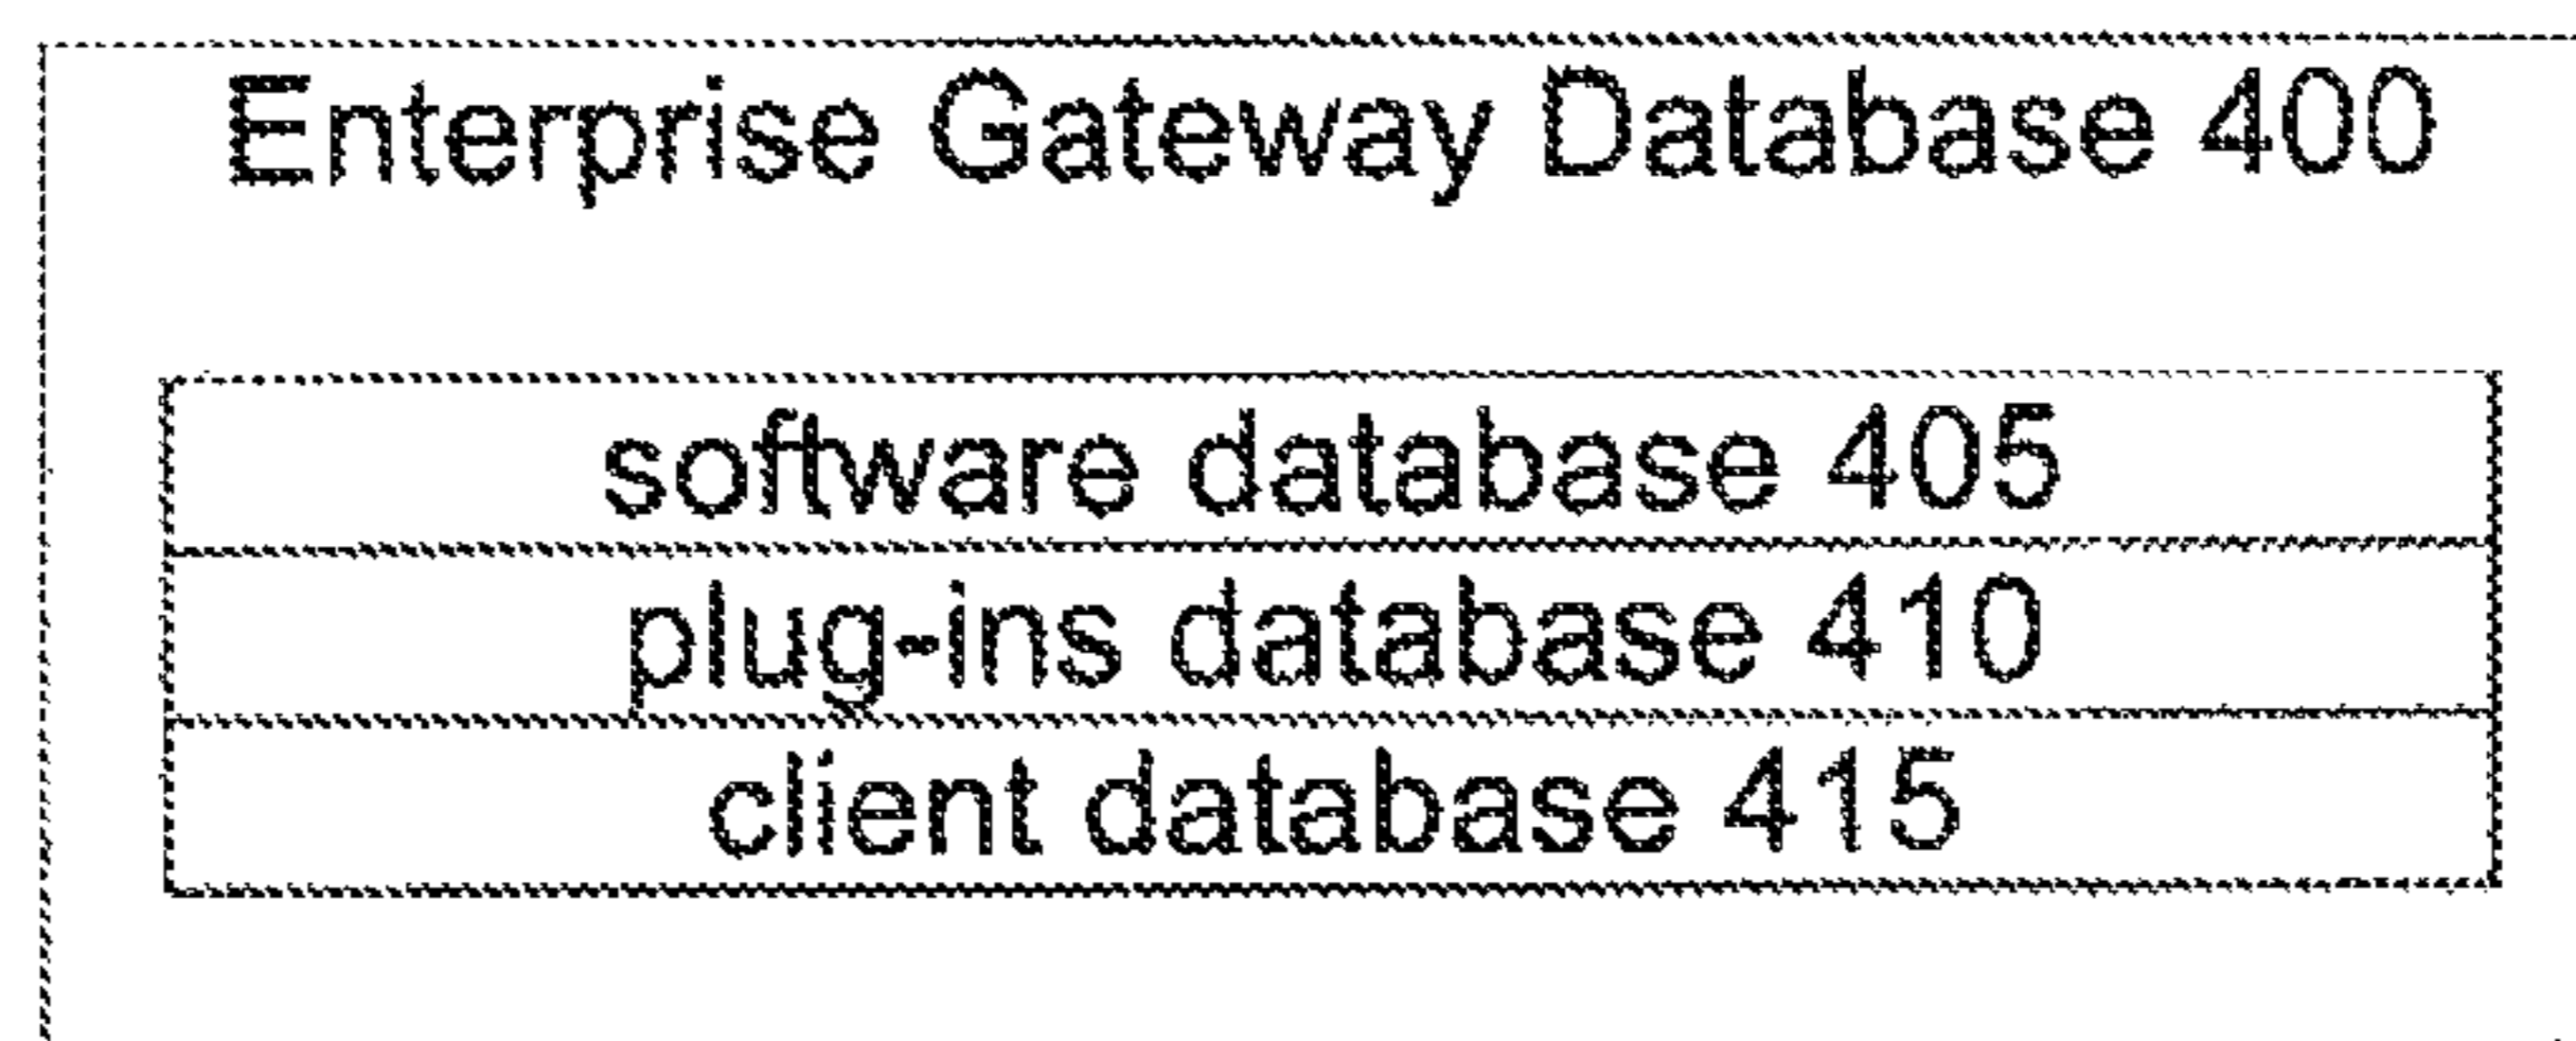 Enterprise Gateway Database 400
software database 405
plug-ins database 410
client database 415